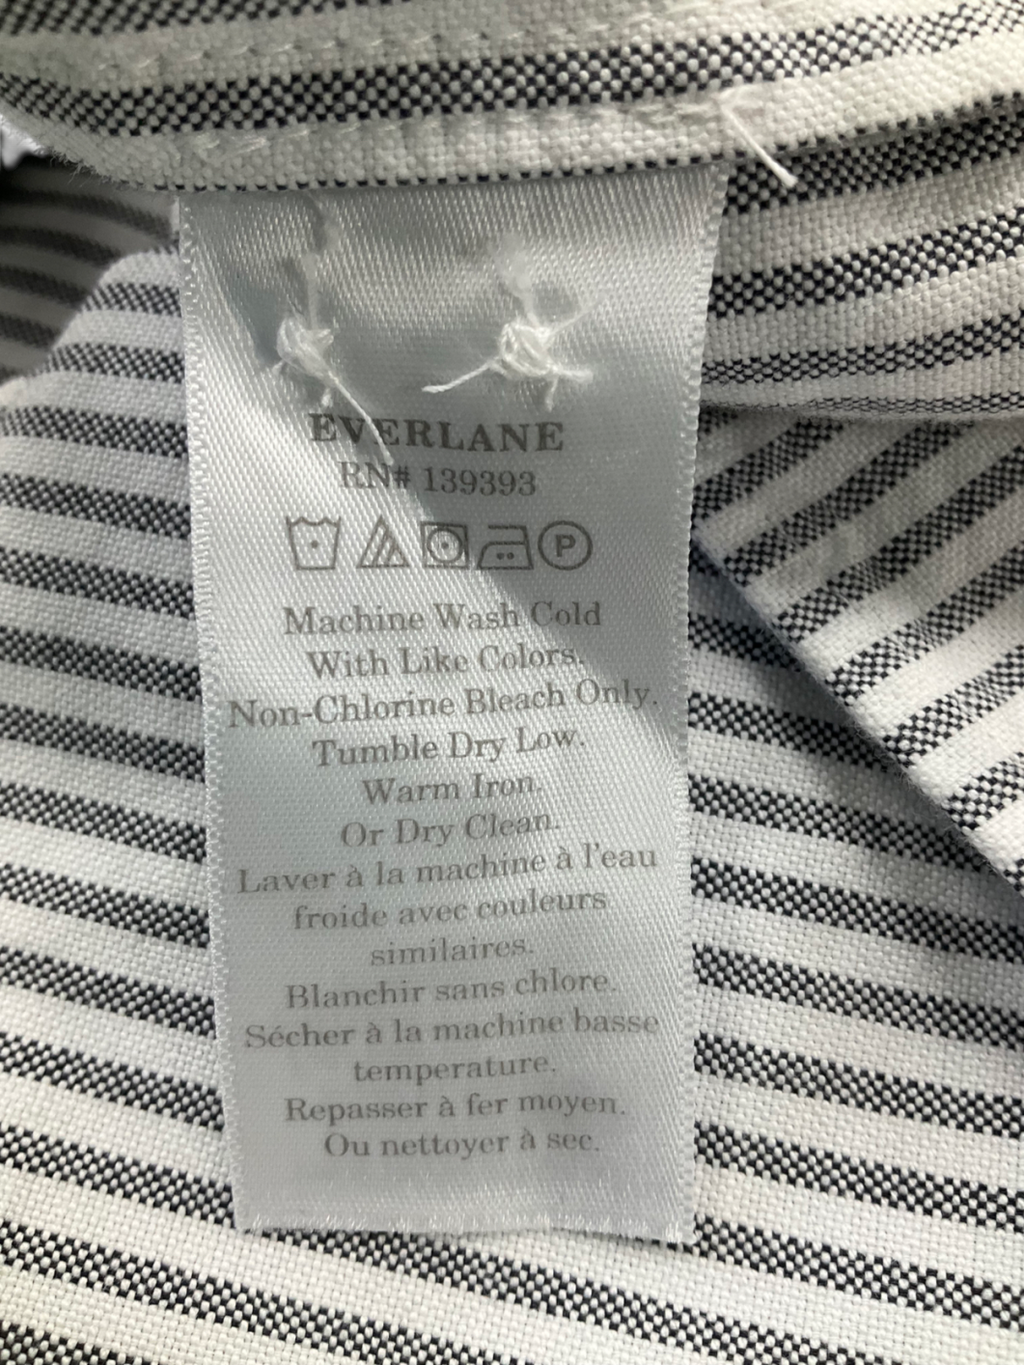 EVERLANE
RN# 139393
P
Machine Wash Cold
With Like Colors.
Non-Chlorine Bleach Only.
Tumble Dry Low.
Warm Iron.
Or Dry Clean.
Laver à la machine à l'eau
froide avec couleurs
similaires.
Blanchir sans chlore.
Sécher à la machine basse
temperature.
Repasser à fer moyen.
Ou nettoyer à sec.